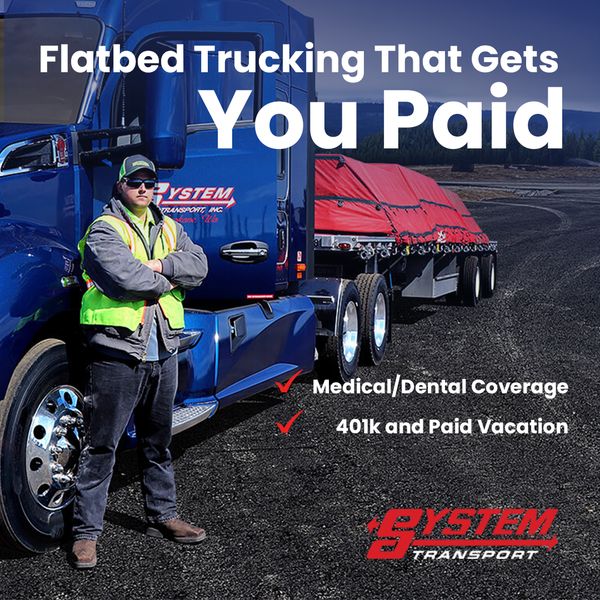 Flatbed Trucking That Gets
You Paid
SYSTEM
TRANSPORT, INC.
Medical/Dental Coverage
401k and Paid Vacation
SYSTEM
TRANSPORT